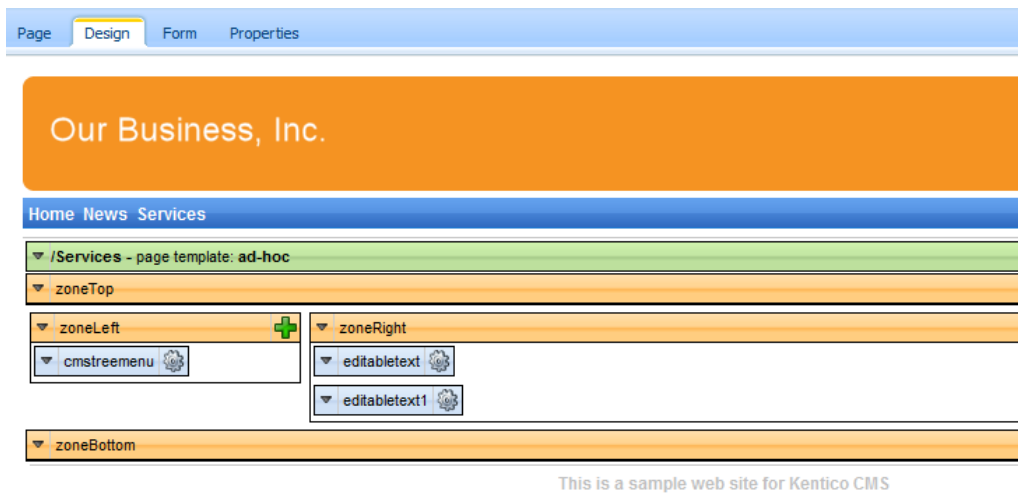 Page Design Form Properties
Our Business, Inc.
Home News Services
/Services - page template: ad-hoc
zoneTop
zoneLeft zoneRight
cmstreemenu editabletext
editabletext1
zoneBottom
This is a sample web site for Kentico CMS